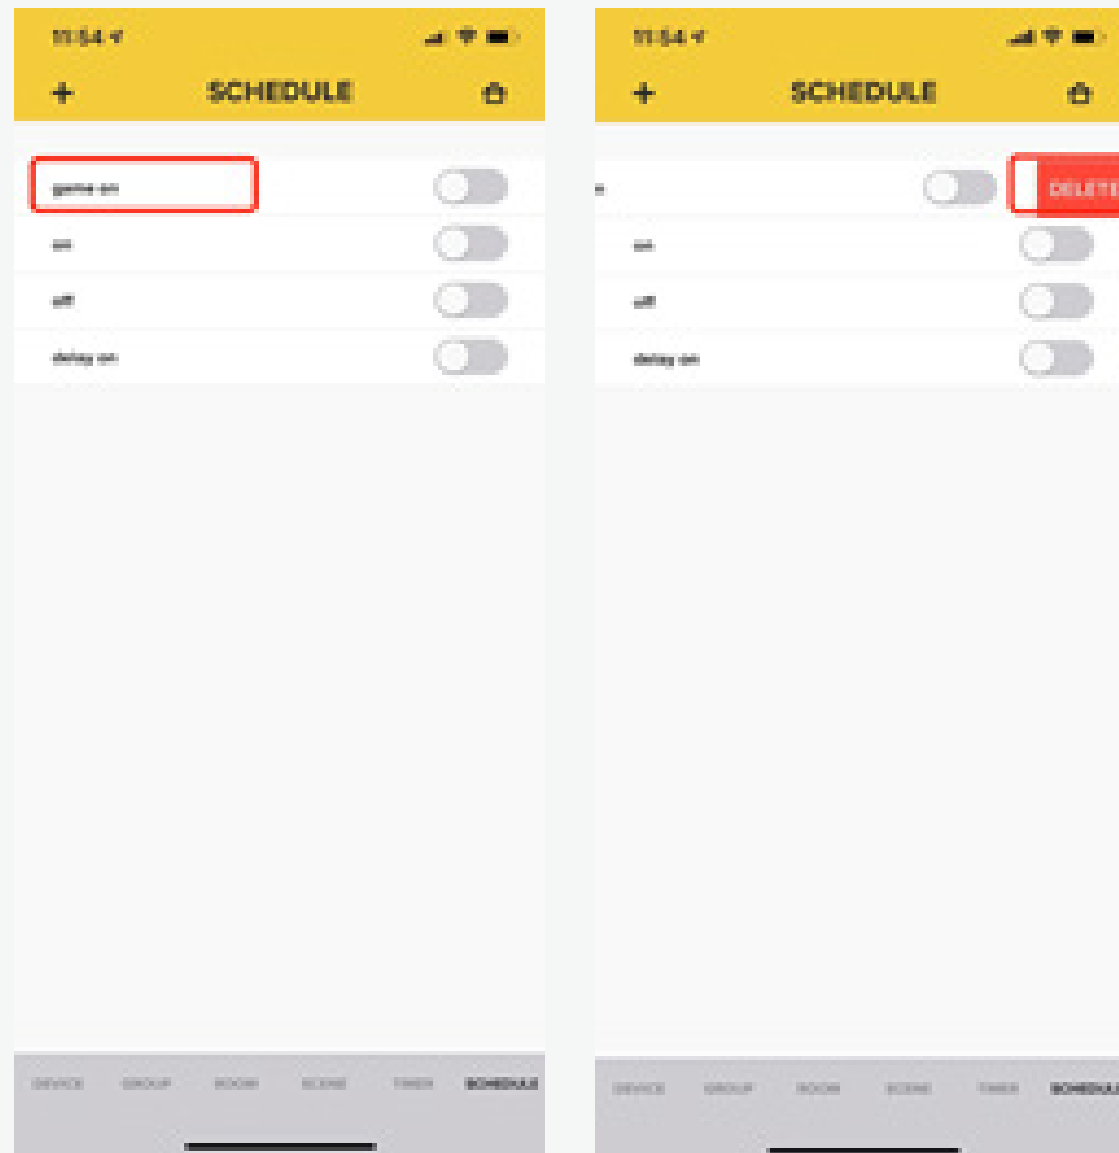 11:54
SCHEDULE
game on
on
off
delay on
DEVICE GROUP ROOM SCENE TIMER SCHEDULE
11:54
SCHEDULE
DELETE
on
off
delay on
DEVICE GROUP ROOM SCENE TIMER SCHEDULE